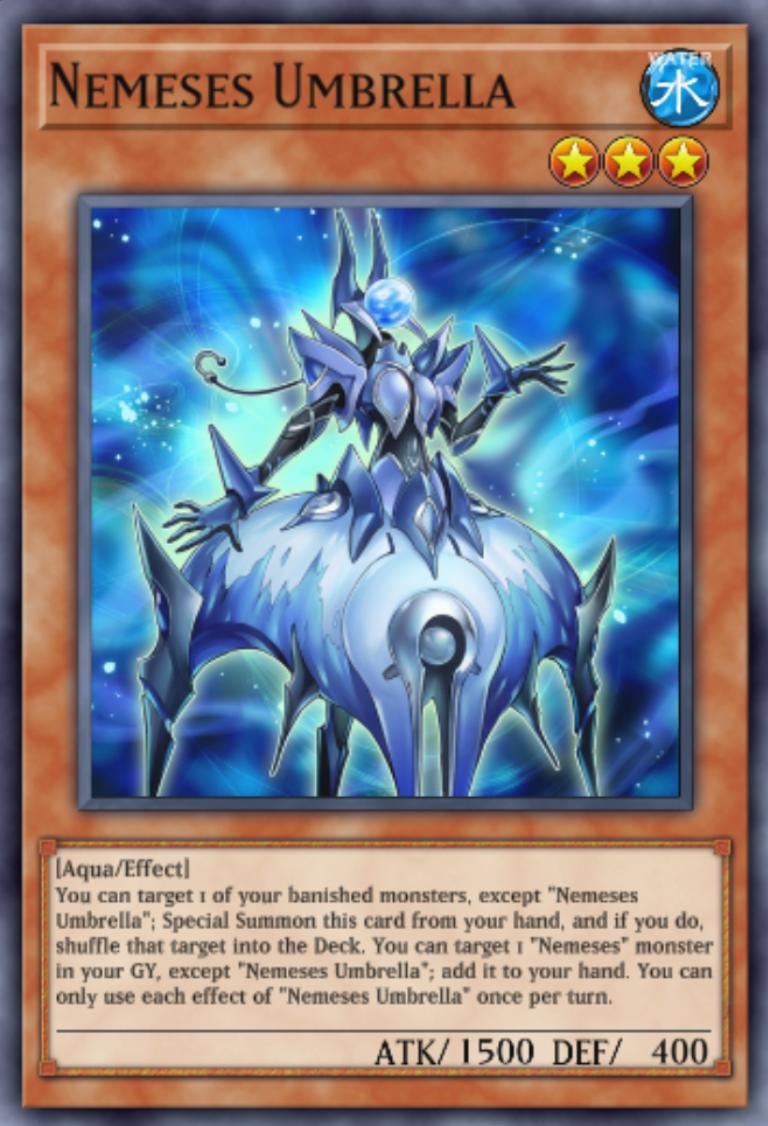 Nemeses Umbrella
WATER
水
[Aqua/Effect]
You can target 1 of your banished monsters, except "Nemeses
Umbrella"; Special Summon this card from your hand, and if you do,
shuffle that target into the Deck. You can target 1 "Nemeses" monster
in your GY, except "Nemeses Umbrella"; add it to your hand. You can
only use each effect of "Nemeses Umbrella" once per turn.
ATK/ 1500 DEF/ 400